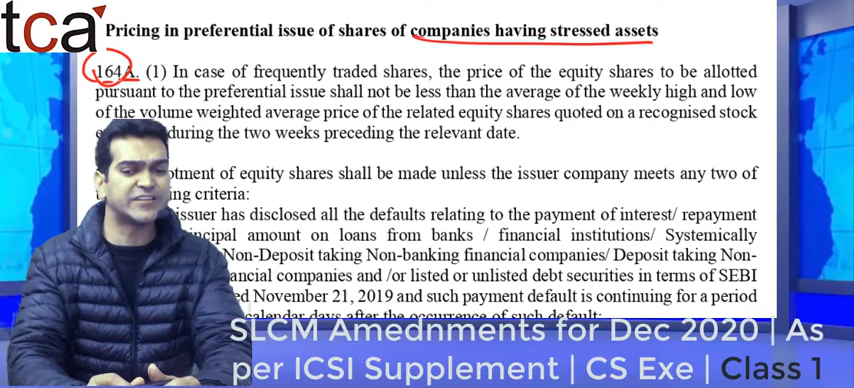 tca
Pricing in preferential issue of shares of companies having stressed assets
164A. (1) In case of frequently traded shares, the price of the equity shares to be allotted
pursuant to the preferential issue shall not be less than the average of the weekly high and low
of the volume weighted average price of the related equity shares quoted on a recognised stock
during the two weeks preceding the relevant date.
of equity shares shall be made unless the issuer company meets any two of
criteria:
issuer has disclosed all the defaults relating to the payment of interest/ repayment
amount on loans from banks / financial institutions/ Systemically
Non-Deposit taking Non-banking financial companies/ Deposit taking Non-
companies and /or listed or unlisted debt securities in terms of SEBI
November 21, 2019 and such payment default is continuing for a period
calendar days after the occurrence of such default;
SLCM Amednments for Dec 2020 | As
per ICSI Supplement | CS Exe | Class 1